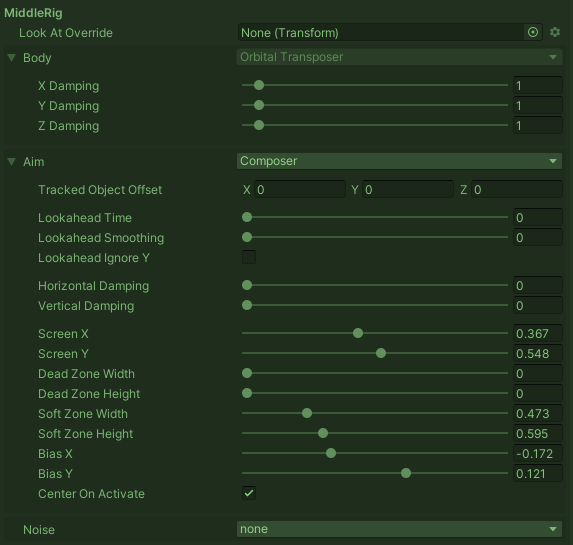 MiddleRig
Look At Override None (Transform)
Body Orbital Transposer
X Damping 1
Y Damping 1
Z Damping 1
Aim Composer
Tracked Object Offset X 0 Y 0 Z 0
Lookahead Time 0
Lookahead Smoothing 0
Lookahead Ignore Y
Horizontal Damping 0
Vertical Damping 0
Screen X 0.367
Screen Y 0.548
Dead Zone Width 0
Dead Zone Height 0
Soft Zone Width 0.473
Soft Zone Height 0.595
Bias X -0.172
Bias Y 0.121
Center On Activate
Noise none